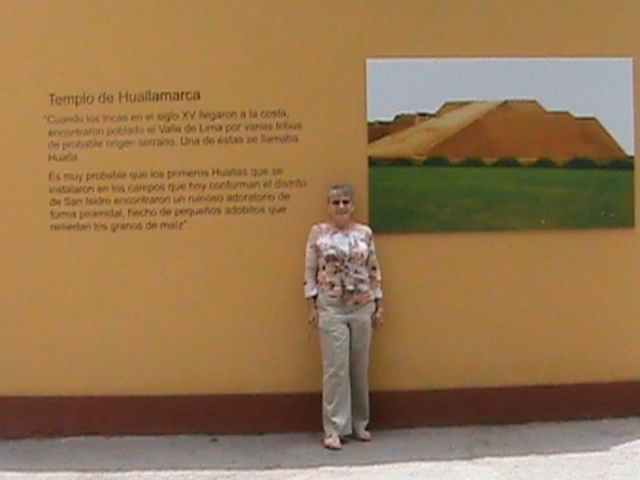 Templo de Huallamarca
"Cuando los Incas en el siglo XV llegaron a la costa,
encontraron poblado el Valle de Lima por varias tribus
de probable origen serrano. Una de éstas se llamaba
Hualla.
Es muy probable que los primeros Huallas que se
instalaron en los campos que hoy conforman el distrito
de San Isidro encontraron un ruinoso adoratorio de
forma piramidal, hecho de pequeños adobitos que
remedan los granos de maíz"